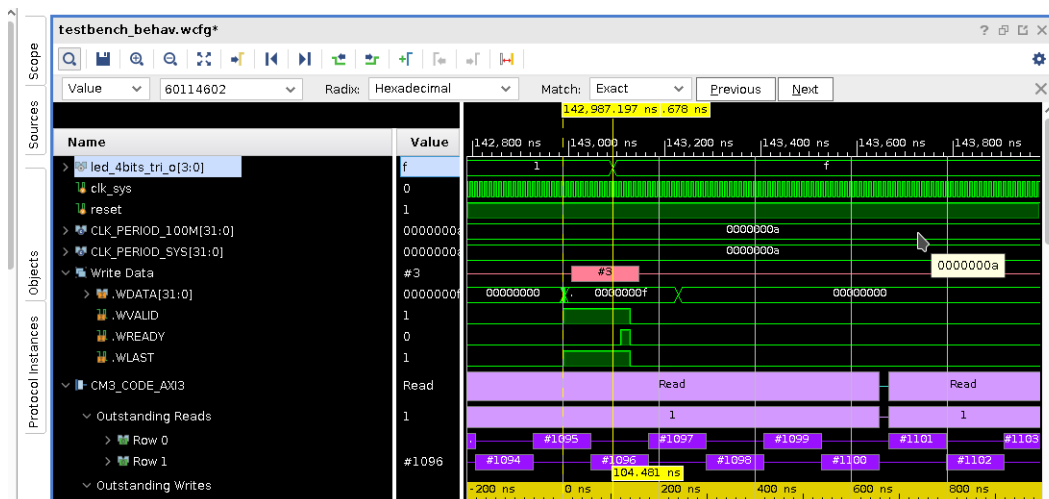 testbench_behav.wcfg*
Scope
Sources
Objects
Protocol Instances
Value 60114602 Radix: Hexadecimal Match: Exact Previous Next
142,987.197 ns .678 ns
Name Value 142,800 ns 143,000 ns 143,200 ns 143,400 ns 143,600 ns 143,800 ns
led_4bits_tri_o[3:0] f 1 f
clk_sys 0
reset 1
CLK_PERIOD_100M[31:0] 0000000a 0000000a
CLK_PERIOD_SYS[31:0] 0000000a 0000000a
0000000a
Write Data #3 #3
.WDATA[31:0] 0000000f 00000000 . 0000000f 00000000
.WVALID 1
.WREADY 0
.WLAST 1
CM3_CODE_AXI3 Read Read Read
Outstanding Reads 1 1 1
Row 0 . #1095 #1097 #1099 #1101 #1103
Row 1 #1096 #1094 #1096 #1098 #1100 #1102
104.481 ns
Outstanding Writes -200 ns 0 ns 200 ns 400 ns 600 ns 800 ns